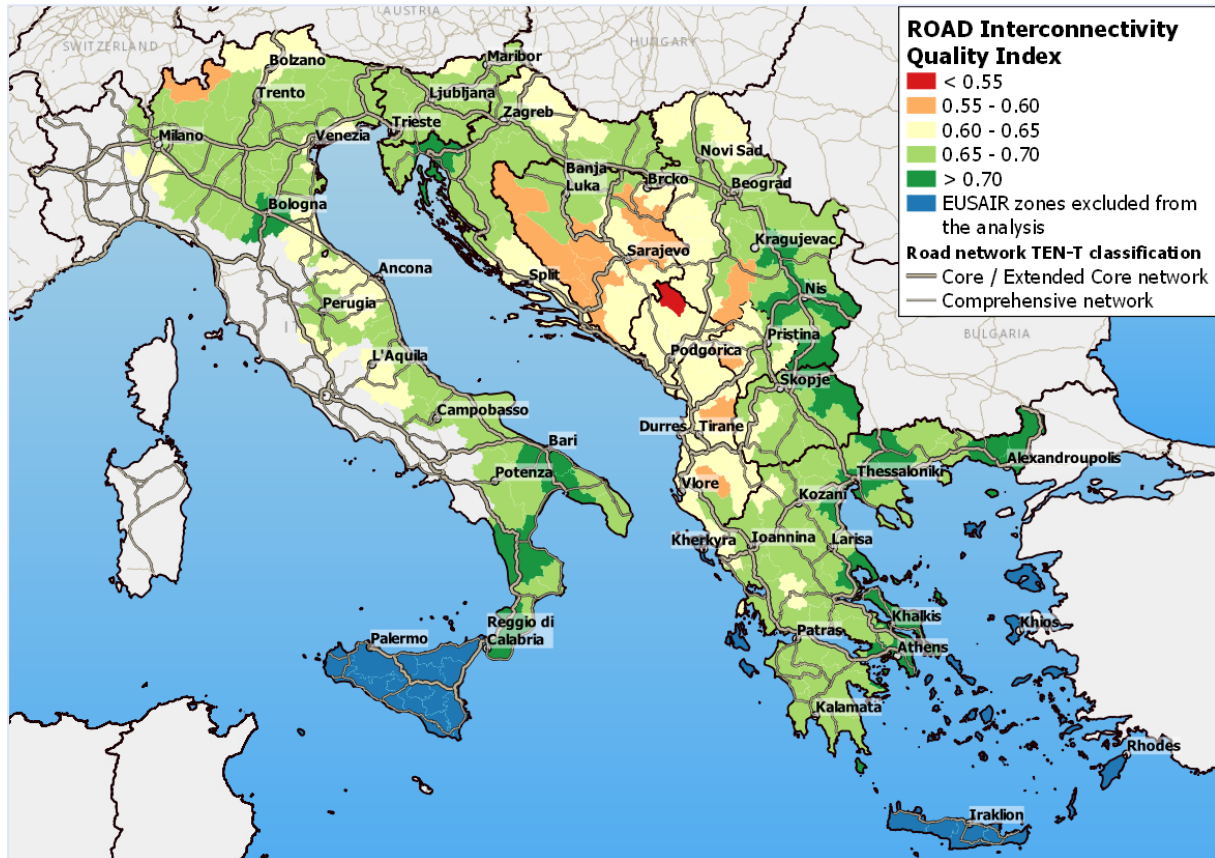 ROAD Interconnectivity
Quality Index
< 0.55
0.55 - 0.60
0.60 - 0.65
0.65 - 0.70
> 0.70
EUSAIR zones excluded from
the analysis
Road network TEN-T classification
Core / Extended Core network
Comprehensive network
AUSTRIA
SWITZERLAND
HUNGARY
Bolzano
Maribor
Trento
Ljubljana
Zagreb
Milano
Venezia
Trieste
Novi Sad
Banja
Luka
Brcko
Beograd
Bologna
Kragujevac
Sarajevo
Ancona
Split
Nis
Perugia
IT
BULGARIA
Pristina
L'Aquila
Podgorica
Skopje
Campobasso
Durres
Tirane
Bari
Alexandroupolis
Potenza
Thessaloniki
Vlore
Kozani
Kherkyra
Ioannina
Larisa
Khalkis
Reggio di
Calabria
Palermo
Patras
Khios
Athens
Kalamata
Rhodes
Iraklion